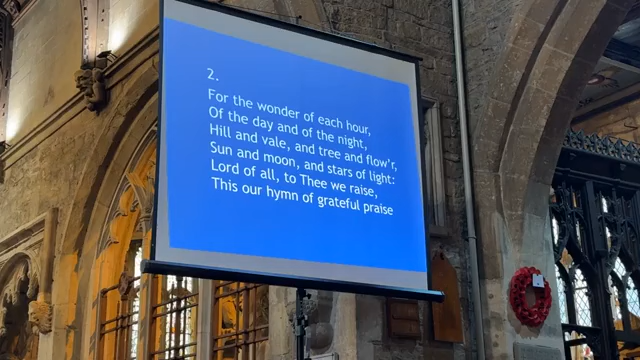 2.
For the wonder of each hour,
Of the day and of the night,
Hill and vale, and tree and flow'r,
Sun and moon, and stars of light:
Lord of all, to Thee we raise,
This our hymn of grateful praise